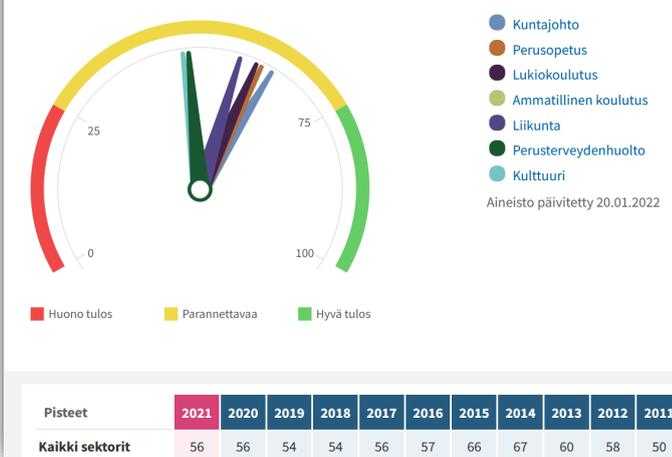 Kuntajohto
Perusopetus
Lukiokoulutus
Ammatillinen koulutus
Liikunta
Perusterveydenhuolto
Kulttuuri
Aineisto päivitetty 20.01.2022
25
75
0
100
Huono tulos Parannettavaa Hyvä tulos
Pisteet 2021 2020 2019 2018 2017 2016 2015 2014 2013 2012 2011
Kaikki sektorit 56 56 54 54 56 57 66 67 60 58 50